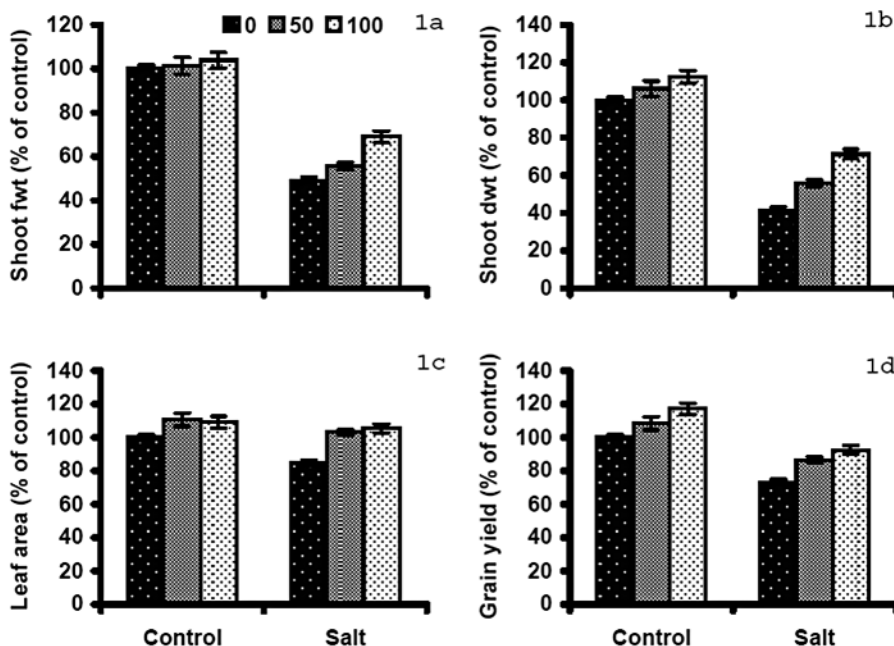 0 50 100
1a
Shoot fwt (% of control)
120
100
80
60
40
20
0
1b
Shoot dwt (% of control)
140
120
100
80
60
40
20
0
1c
Leaf area (% of control)
140
120
100
80
60
40
20
0
Control Salt
1d
Grain yield (% of control)
140
120
100
80
60
40
20
0
Control Salt